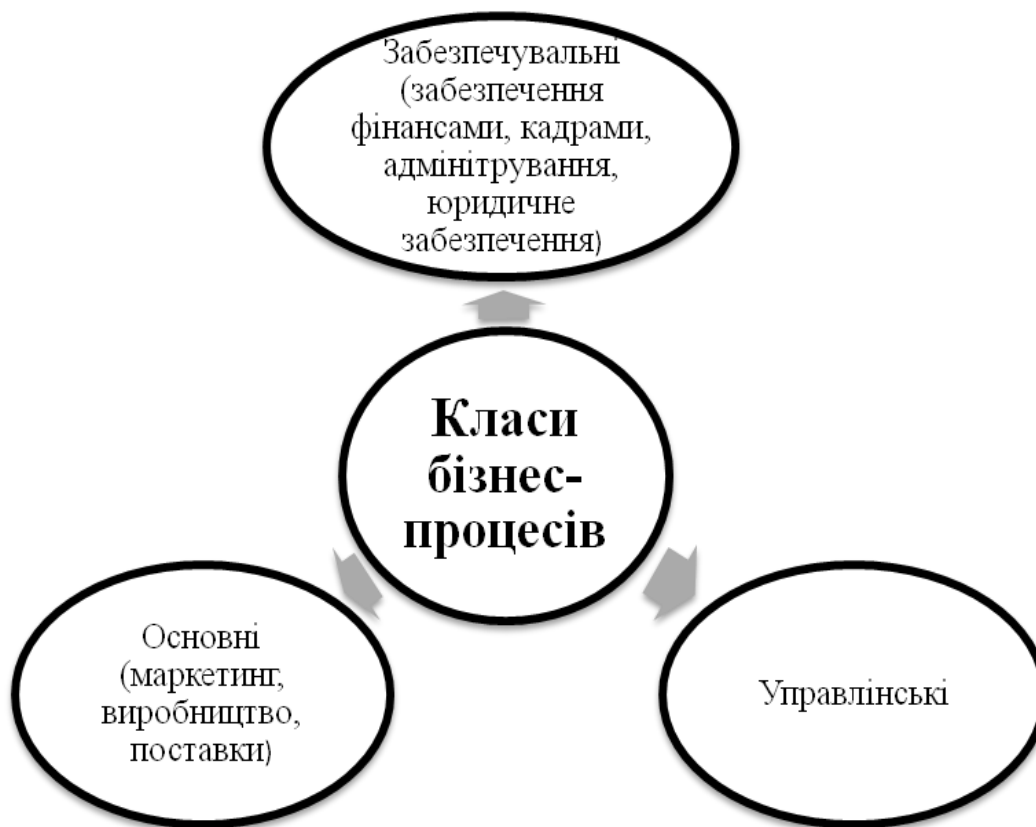 Забезпечувальні
(забезпечення
фінансами, кадрами,
адмінітрування,
юридичне
забезпечення)
Класи
бізнес-
процесів
Основні
(маркетинг,
виробництво,
поставки)
Управлінські